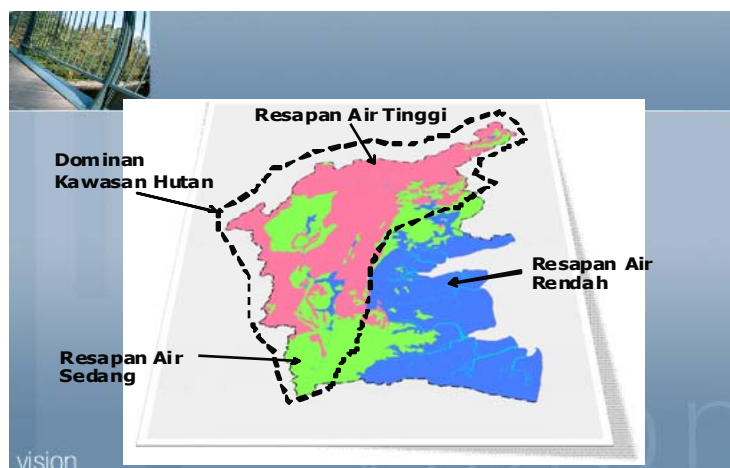 Resapan Air Tinggi
Dominan
Kawasan Hutan
Resapan Air
Rendah
Resapan Air
Sedang
vision